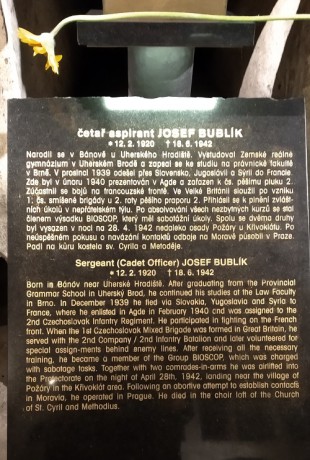 četař aspirant JOSEF BUBLÍK
* 12. 2. 1920 † 18. 6. 1942
Narodil se v Bánově u Uherského Hradiště. Vystudoval Zemské reálné
gymnázium v Uherském Brodě a zapsal se ke studiu na právnické fakultě
v Brně. V prosinci 1939 odešel přes Slovensko, Jugoslávii a Sýrii do Francie.
Zde byl v únoru 1940 prezentován v Agde a zařazen k čs. pěšímu pluku 2.
Zúčastnil se bojů na francouzské frontě. Ve Velké Británii sloužil po vzniku
1. čs. smíšené brigády u 2. roty pěšího praporu 2. Přihlásil se k plnění zvlášt-
ních úkolů v nepřátelském týlu. Po absolvování všech nezbytných kurzů se stal
členem výsadku BIOSCOP, který měl sabotážní úkoly. Spolu se dvěma druhy
byl vysazen v noci na 28. 4. 1942 nedaleko osady Požáry u Křivoklátu. Po
neúspěšném pokusu o navázání kontaktů odboje na Moravě působil v Praze.
Padl na kůru kostela sv. Cyrila a Metoděje.
Sergeant (Cadet Officer) JOSEF BUBLÍK
* 12. 2. 1920 † 18. 6. 1942
Born in Bánov near Uherské Hradiště. After graduating from the Provincial
Grammar School in Uherský Brod, he continued his studies at the Law Faculty
in Brno. In December 1939 he fled via Slovakia, Yugoslavia and Syria to
France, where he enlisted in Agde in February 1940 and was assigned to the
2nd Czechoslovak Infantry Regiment. He participated in fighting on the French
front. When the 1st Czechoslovak Mixed Brigade was formed in Great Britain, he
served with the 2nd Company / 2nd Infantry Batalion and later volunteered for
special assign-ments behind enemy lines. After receiving all the necessary
training, he became a member of the Group BIOSCOP, which was charged
with sabotage tasks. Together with two comrades-in-arms he was airlifted into
the Protectorate on the night of April 28th, 1942, landing near the village of
Požáry in the Křivoklát area. Following an abortive attempt to establish contacts
in Moravia, he operated in Prague. He died in the choir loft of the Church
of St. Cyril and Methodius.